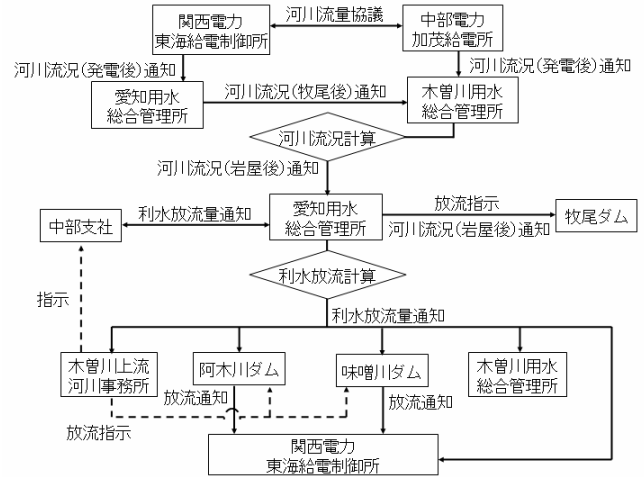 関西電力
東海給電制御所
河川流量協議
中部電力
加茂給電所
河川流況(発電後)通知
河川流況(発電後)通知
愛知用水
総合管理所
河川流況(牧尾後)通知
木曽川用水
総合管理所
河川流況計算
河川流況(岩屋後)通知
中部支社
利水放流量通知
愛知用水
総合管理所
放流指示
河川流況(岩屋後)通知
牧尾ダム
利水放流計算
指示
利水放流量通知
木曽川上流
河川事務所
阿木川ダム
味噌川ダム
木曽川用水
総合管理所
放流通知
放流通知
放流指示
関西電力
東海給電制御所